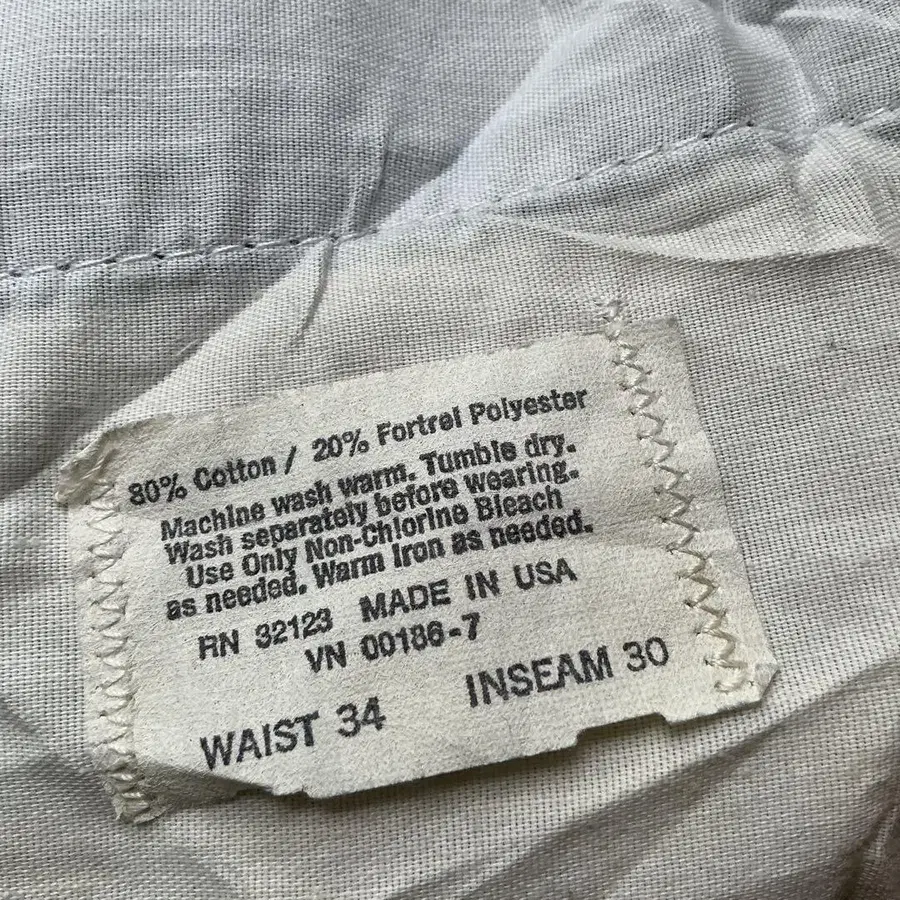 80% Cotton / 20% Fortrel Polyester
Machine wash warm. Tumble dry.
Wash separately before wearing.
Use Only Non-Chlorine Bleach
as needed. Warm Iron as needed.
RN 32123 MADE IN USA
VN 00186-7
WAIST 34 INSEAM 30